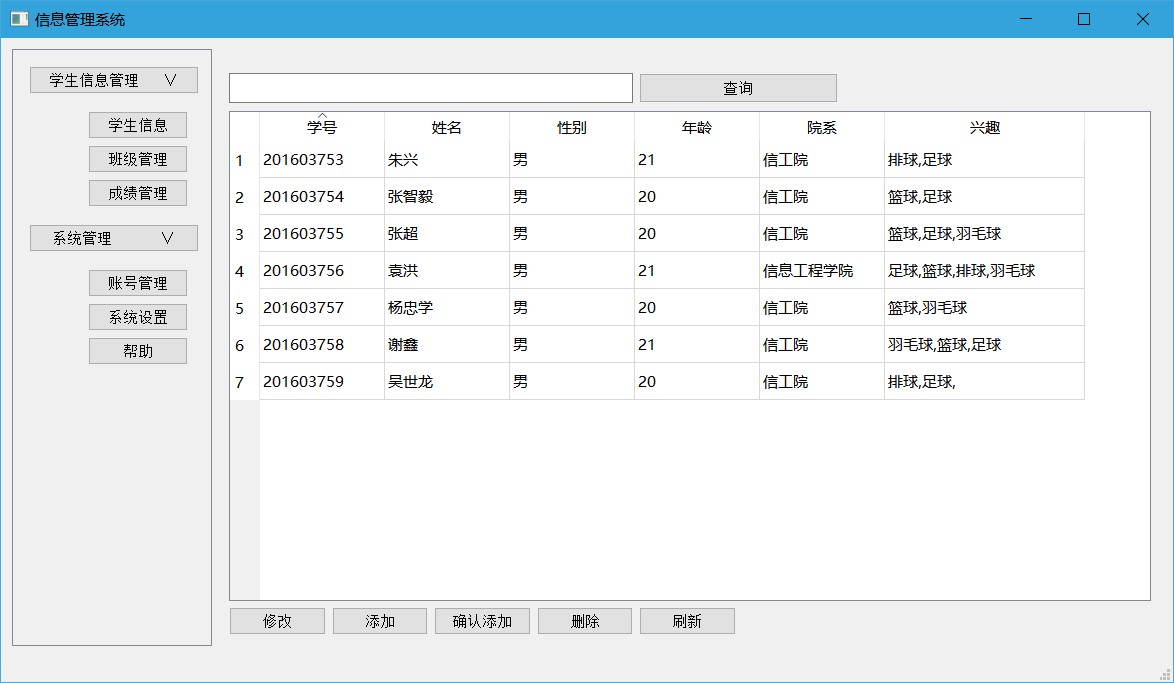 信息管理系统
学生信息管理 ∨
学生信息
班级管理
成绩管理
系统管理 ∨
账号管理
系统设置
帮助
查询
学号 姓名 性别 年龄 院系 兴趣
1 201603753 朱兴 男 21 信工院 排球,足球
2 201603754 张智毅 男 20 信工院 篮球,足球
3 201603755 张超 男 20 信工院 篮球,足球,羽毛球
4 201603756 袁洪 男 21 信息工程学院 足球,篮球,排球,羽毛球
5 201603757 杨忠学 男 20 信工院 篮球,羽毛球
6 201603758 谢鑫 男 21 信工院 羽毛球,篮球,足球
7 201603759 吴世龙 男 20 信工院 排球,足球,
修改 添加 确认添加 删除 刷新